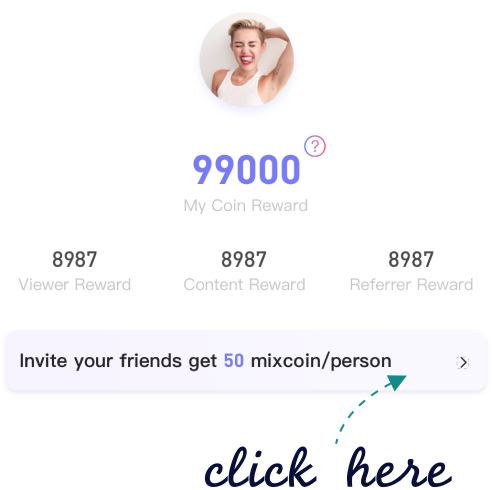 ?
99000
My Coin Reward
8987 8987 8987
Viewer Reward Content Reward Referrer Reward
Invite your friends get 50 mixcoin/person
click here